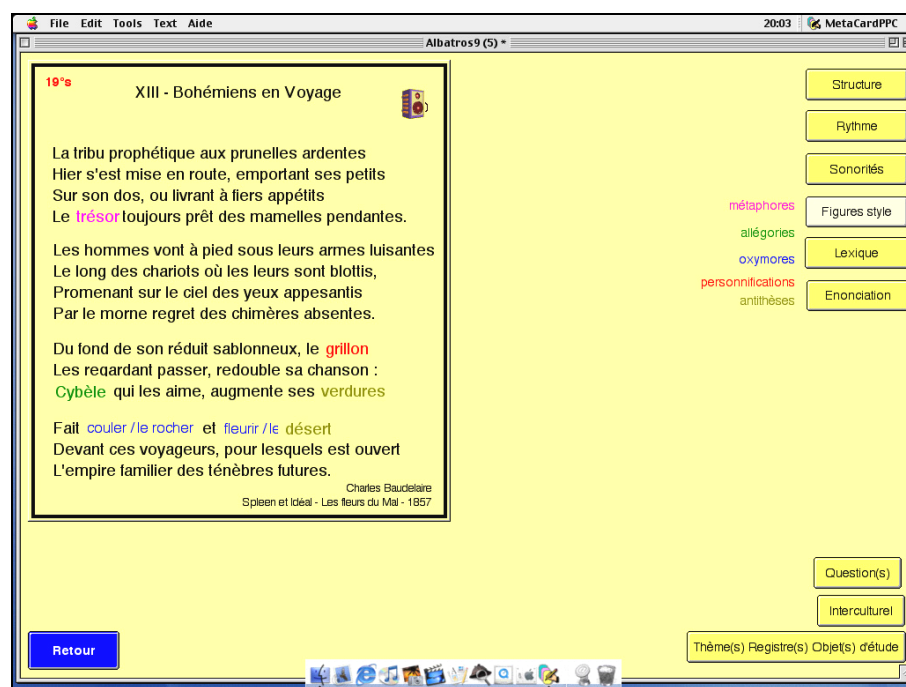 File Edit Tools Text Aide 20:03 MetaCardPPC
Albatros9 (5) *
19°s
XIII - Bohémiens en Voyage
La tribu prophétique aux prunelles ardentes
Hier s'est mise en route, emportant ses petits
Sur son dos, ou livrant à fiers appétits
Le trésor toujours prêt des mamelles pendantes.
Les hommes vont à pied sous leurs armes luisantes
Le long des chariots où les leurs sont blottis,
Promenant sur le ciel des yeux appesantis
Par le morne regret des chimères absentes.
Du fond de son réduit sablonneux, le grillon
Les regardant passer, redouble sa chanson :
Cybèle qui les aime, augmente ses verdures
Fait couler / le rocher et fleurir / le désert
Devant ces voyageurs, pour lesquels est ouvert
L'empire familier des ténèbres futures.
Charles Baudelaire
Spleen et Idéal - Les fleurs du Mal - 1857
Structure
Rythme
Sonorités
métaphores
Figures style
allégories
Lexique
oxymores
personnifications
Enonciation
antithèses
Question(s)
Interculturel
Thème(s) Registre(s) Objet(s) d'étude
Retour